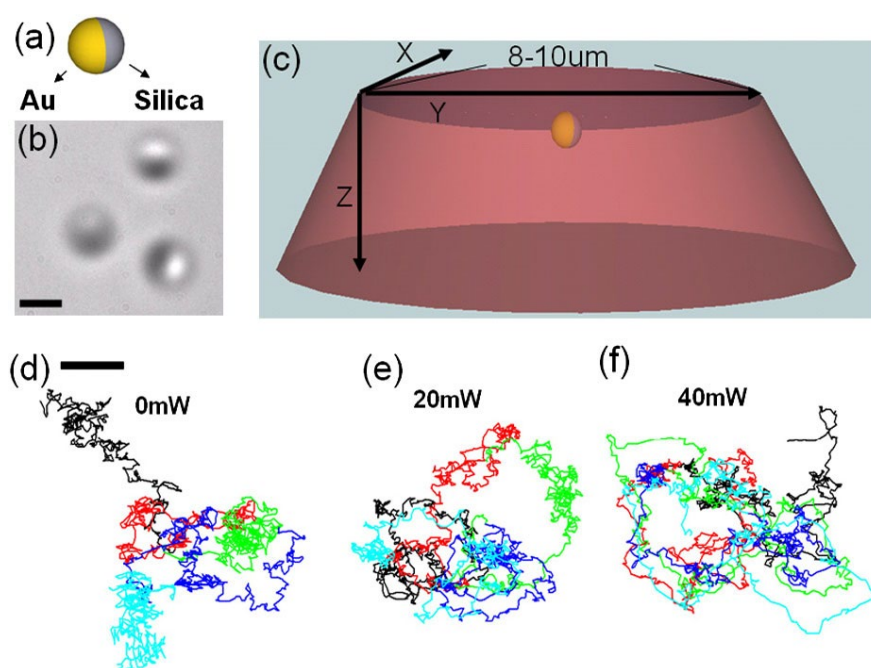 (a)
Au Silica
(b)
(c)
X
8-10um
Y
Z
(d)
0mW
(e)
20mW
(f)
40mW